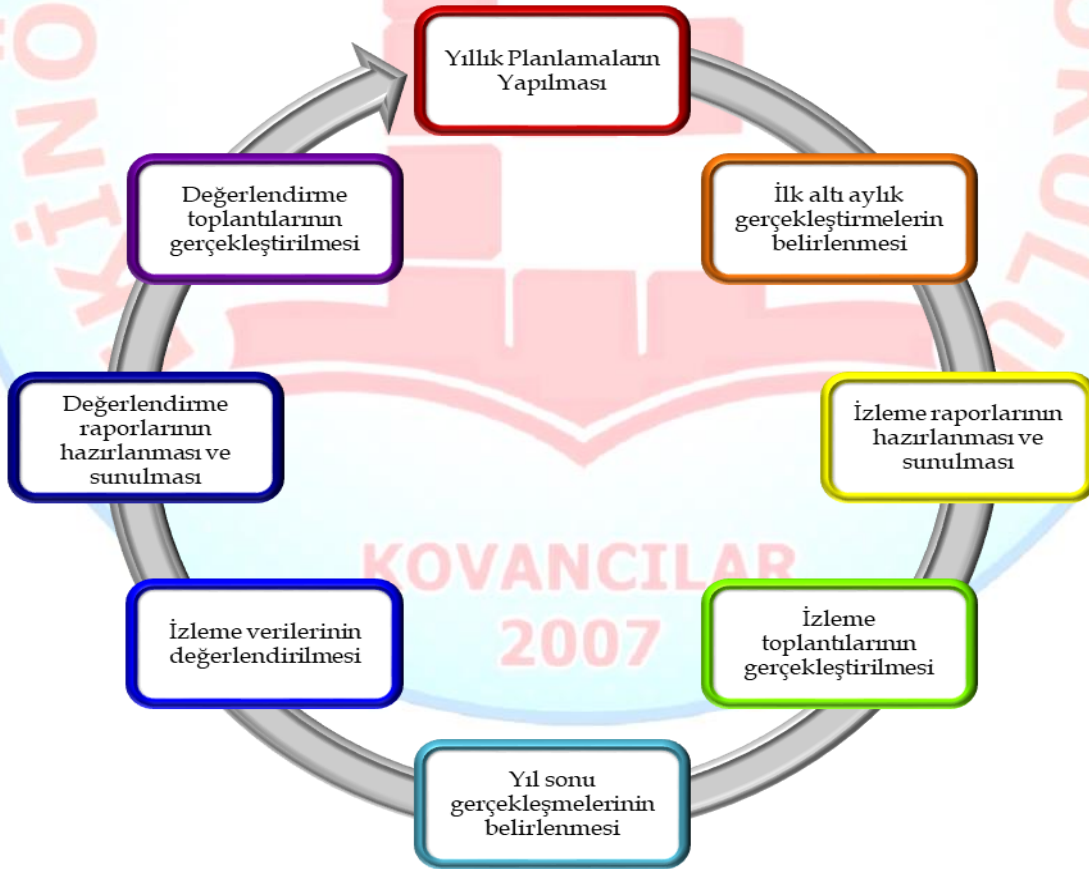 Yıllık Planlamaların
Yapılması
İlk altı aylık
gerçekleştirmelerin
belirlenmesi
İzleme raporlarının
hazırlanması ve
sunulması
İzleme
toplantılarının
gerçekleştirilmesi
Yıl sonu
gerçekleşmelerinin
belirlenmesi
İzleme verilerinin
değerlendirilmesi
Değerlendirme
raporlarının
hazırlanması ve
sunulması
Değerlendirme
toplantılarının
gerçekleştirilmesi
KOVANCILAR
2007